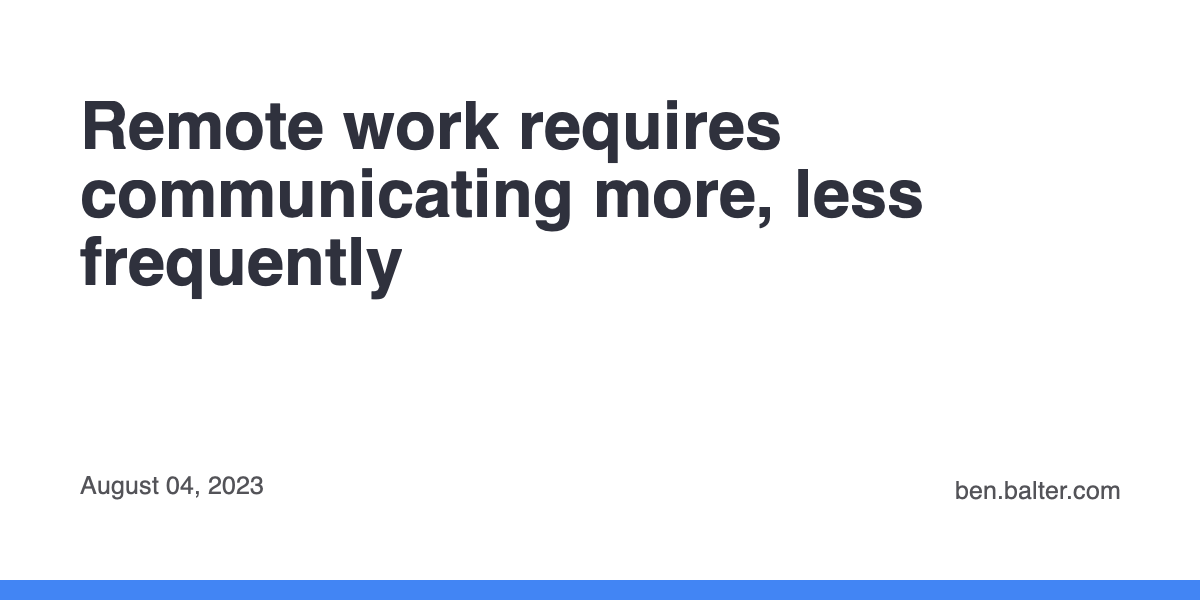 Remote work requires
communicating more, less
frequently
August 04, 2023
ben.balter.com